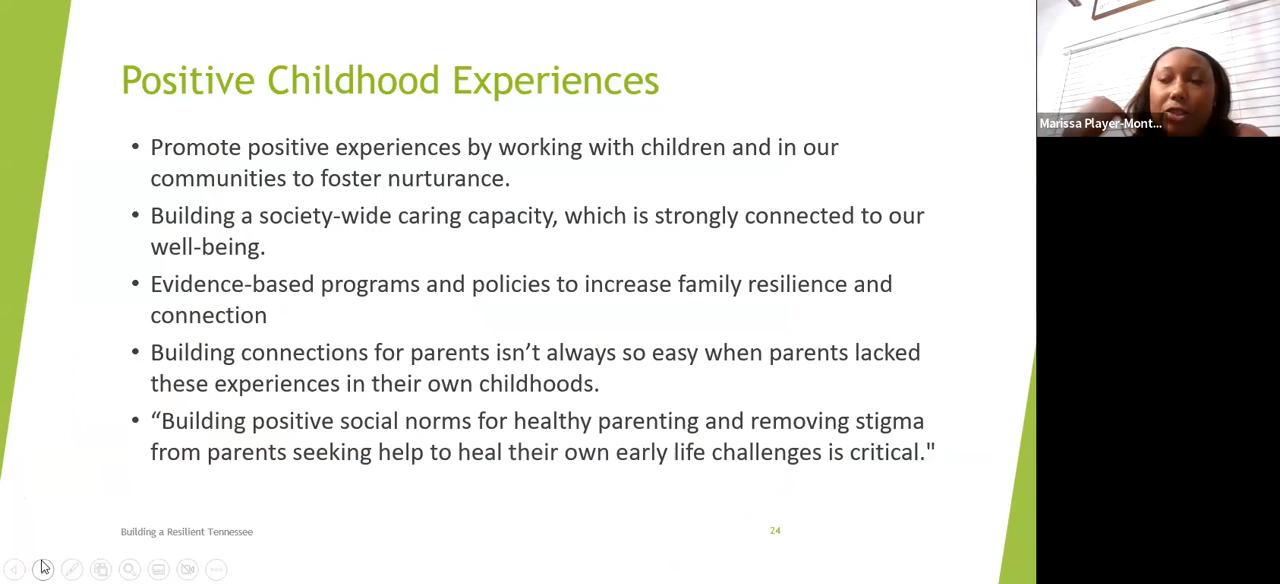 Positive Childhood Experiences
• Promote positive experiences by working with children and in our
communities to foster nurturance.
• Building a society-wide caring capacity, which is strongly connected to our
well-being.
• Evidence-based programs and policies to increase family resilience and
connection
• Building connections for parents isn’t always so easy when parents lacked
these experiences in their own childhoods.
• “Building positive social norms for healthy parenting and removing stigma
from parents seeking help to heal their own early life challenges is critical."
Building a Resilient Tennessee
24
Marissa Player-Mont...